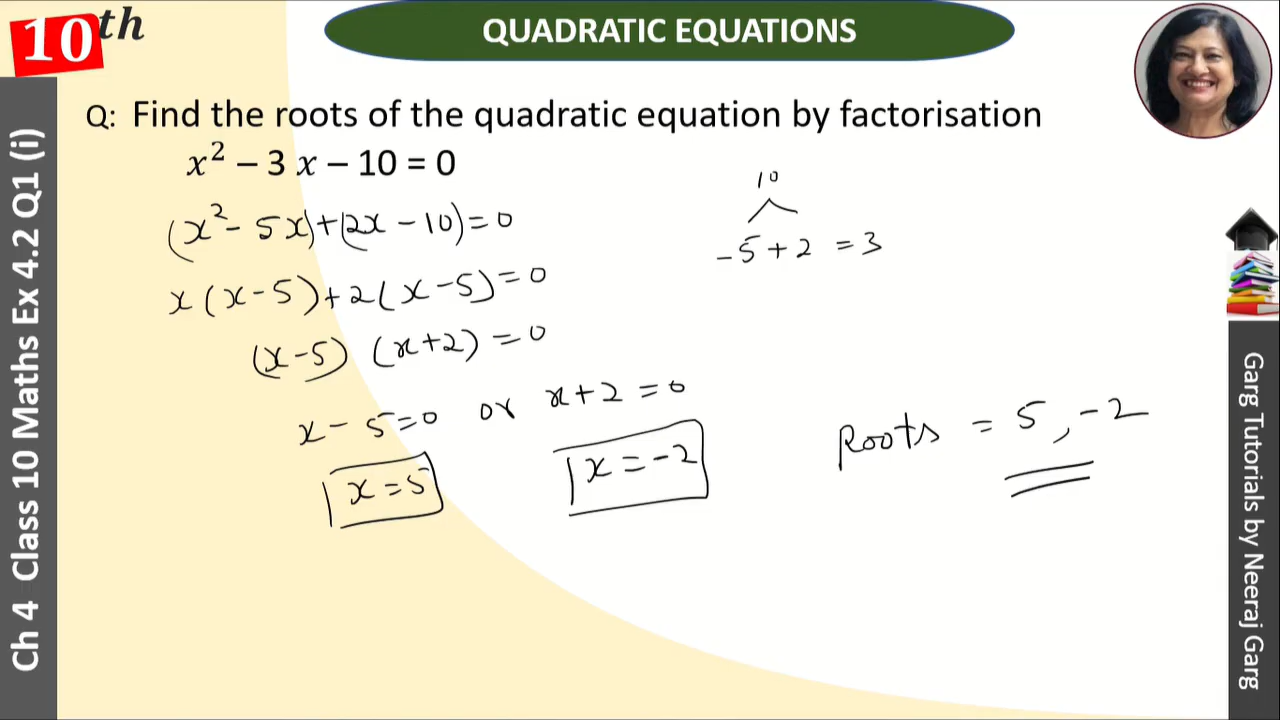 10th
QUADRATIC EQUATIONS
Q: Find the roots of the quadratic equation by factorisation
x² – 3 x – 10 = 0
(x² - 5x) + (2x - 10) = 0
x (x - 5) + 2 (x - 5) = 0
(x - 5) (x + 2) = 0
x - 5 = 0 or x + 2 = 0
x = 5
x = -2
10
-5 + 2 = 3
Roots = 5, -2
Ch 4 Class 10 Maths Ex 4.2 Q1 (i)
Garg Tutorials by Neeraj Garg